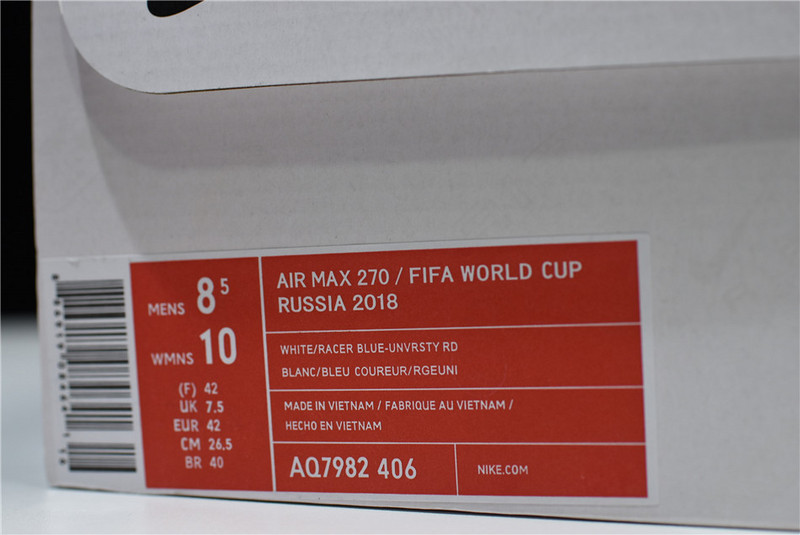 MENS 8 5
WMNS 10
(F) 42
UK 7.5
EUR 42
CM 26.5
BR 40
AIR MAX 270 / FIFA WORLD CUP
RUSSIA 2018
WHITE/RACER BLUE-UNVRSTY RD
BLANC/BLEU COUREUR/RGEUNI
MADE IN VIETNAM / FABRIQUE AU VIETNAM /
HECHO EN VIETNAM
AQ7982 406
NIKE.COM